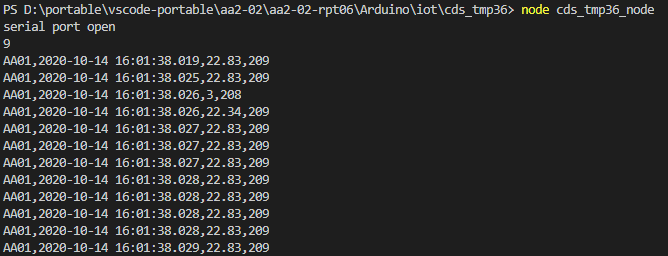 PS D:\portable\vscode-portable\aa2-02\aa2-02-rpt06\Arduino\iot\cds_tmp36> node cds_tmp36_node
serial port open
9
AA01,2020-10-14 16:01:38.019,22.83,209
AA01,2020-10-14 16:01:38.025,22.83,209
AA01,2020-10-14 16:01:38.026,3,208
AA01,2020-10-14 16:01:38.026,22.34,209
AA01,2020-10-14 16:01:38.027,22.83,209
AA01,2020-10-14 16:01:38.027,22.83,209
AA01,2020-10-14 16:01:38.027,22.83,209
AA01,2020-10-14 16:01:38.028,22.83,209
AA01,2020-10-14 16:01:38.028,22.83,209
AA01,2020-10-14 16:01:38.028,22.83,209
AA01,2020-10-14 16:01:38.028,22.83,209
AA01,2020-10-14 16:01:38.029,22.83,209